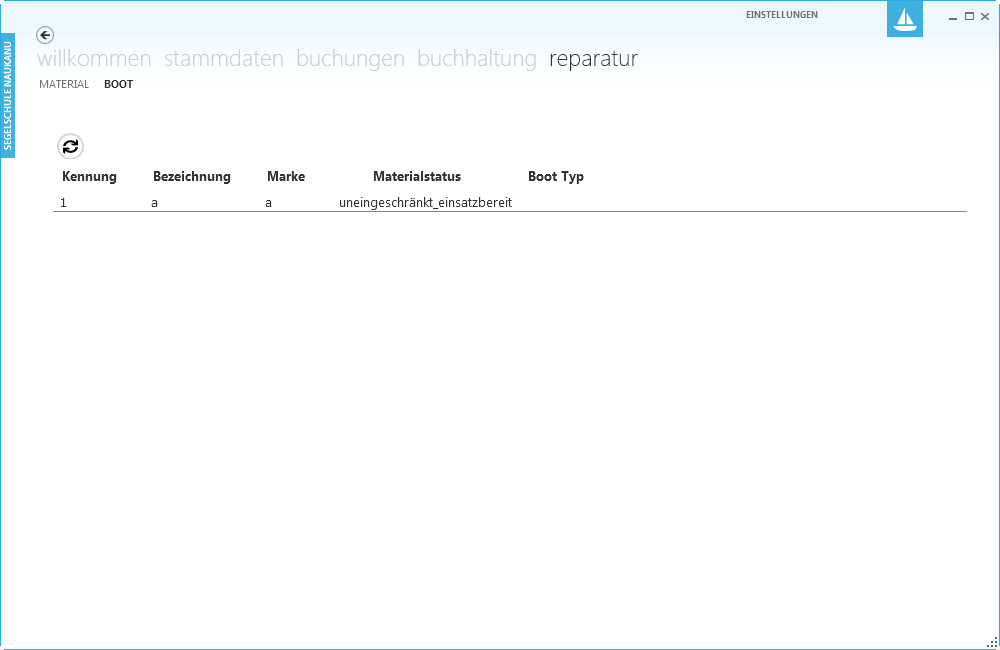 EINSTELLUNGEN
SEGELSCHULE NAUKANU
willkommen stammdaten buchungen buchhaltung reparatur
MATERIAL BOOT
Kennung Bezeichnung Marke Materialstatus Boot Typ
1 a a uneingeschränkt_einsatzbereit